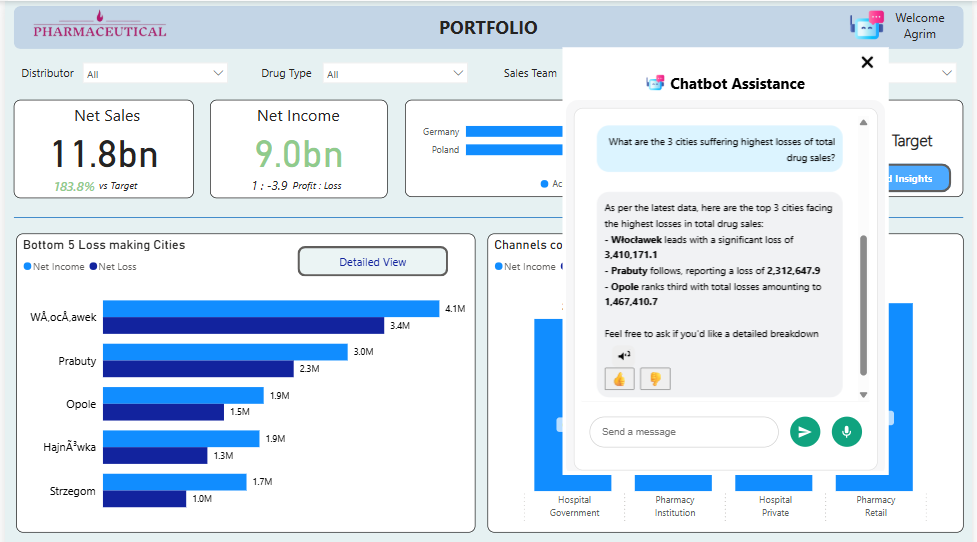 PHARMACEUTICAL
PORTFOLIO
Welcome
Agrim
Distributor
All
Drug Type
All
Sales Team
Net Sales
11.8bn
183.8% vs Target
Net Income
9.0bn
1 : -3.9 Profit : Loss
Germany
Poland
Ac
Target
d Insights
Bottom 5 Loss making Cities
Net Income Net Loss
Detailed View
WÅ‚ocÅ‚awek
4.1M
3.4M
Prabuty
3.0M
2.3M
Opole
1.9M
1.5M
HajnÃ³wka
1.9M
1.3M
Strzegom
1.7M
1.0M
Channels co
Net Income
Hospital
Government
Pharmacy
Institution
Hospital
Private
Pharmacy
Retail
Chatbot Assistance
What are the 3 cities suffering highest losses of total
drug sales?
As per the latest data, here are the top 3 cities facing
the highest losses in total drug sales:
- Włocławek leads with a significant loss of
3,410,171.1
- Prabuty follows, reporting a loss of 2,312,647.9
- Opole ranks third with total losses amounting to
1,467,410.7
Feel free to ask if you'd like a detailed breakdown
Send a message